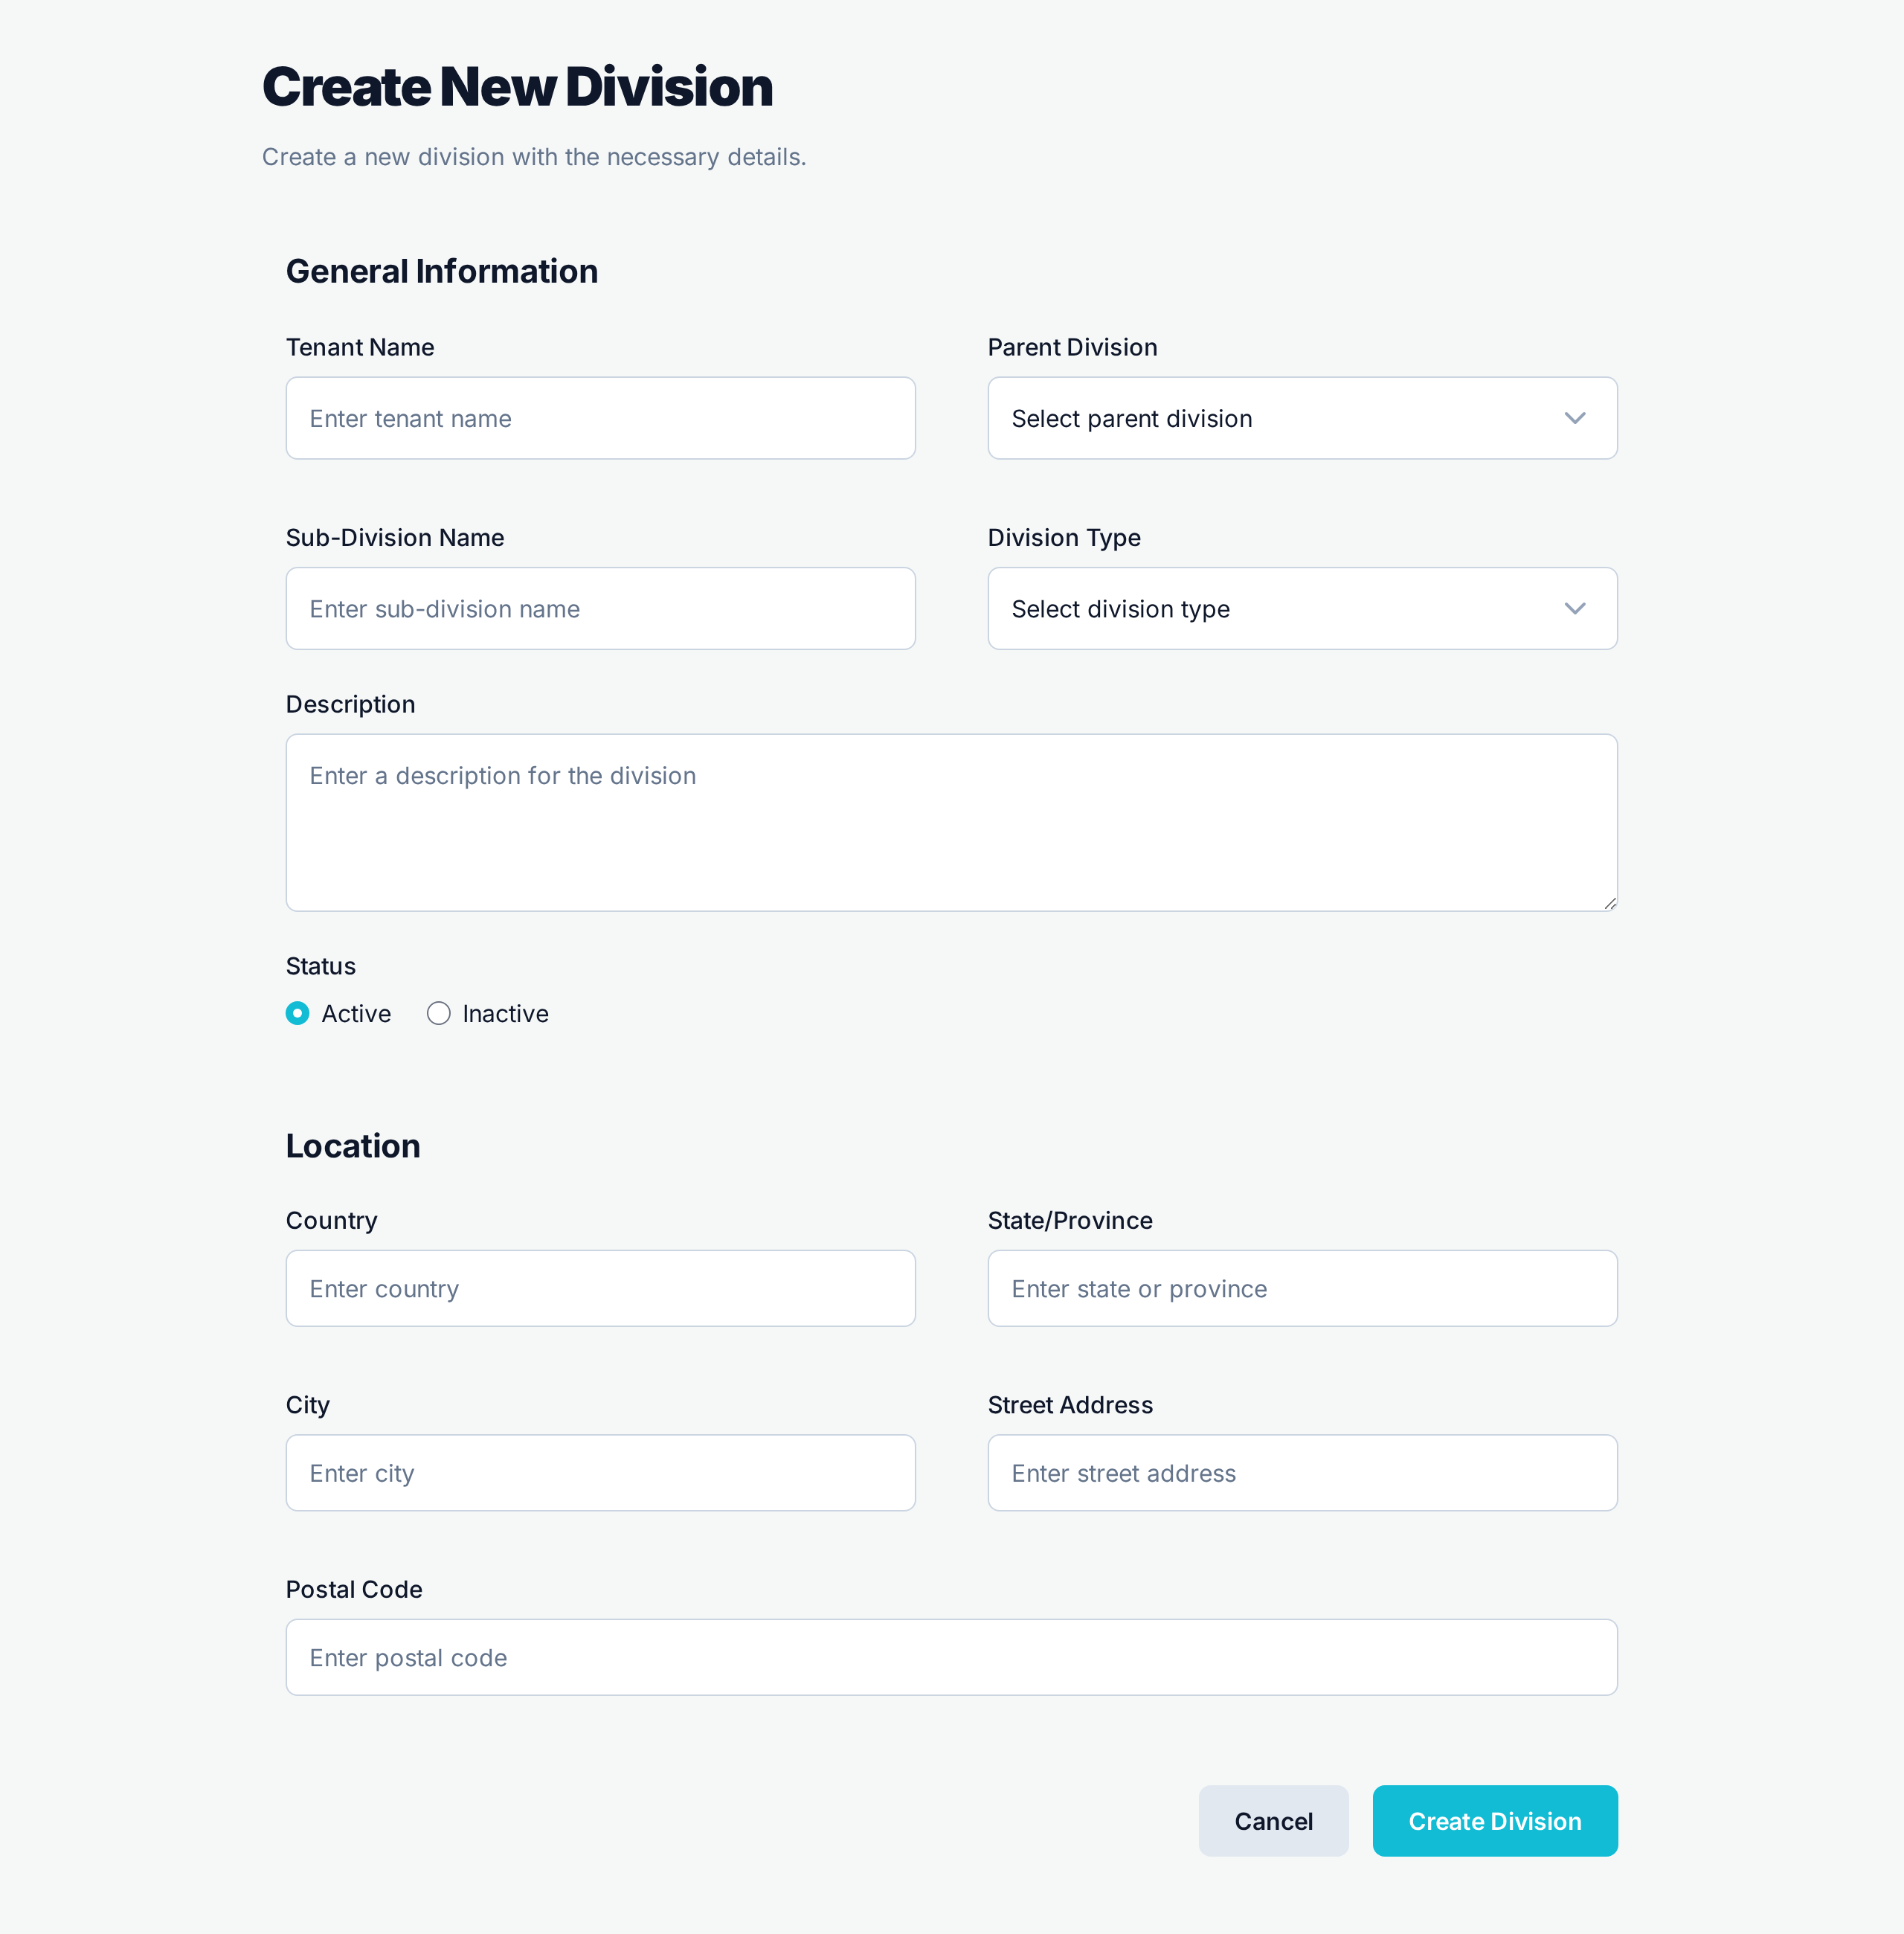 Create New Division
Create a new division with the necessary details.
General Information
Tenant Name
Parent Division
Enter tenant name
Select parent division
Sub-Division Name
Division Type
Enter sub-division name
Select division type
Description
Enter a description for the division
Status
Active
Inactive
Location
Country
State/Province
Enter country
Enter state or province
City
Street Address
Enter city
Enter street address
Postal Code
Enter postal code
Cancel
Create Division